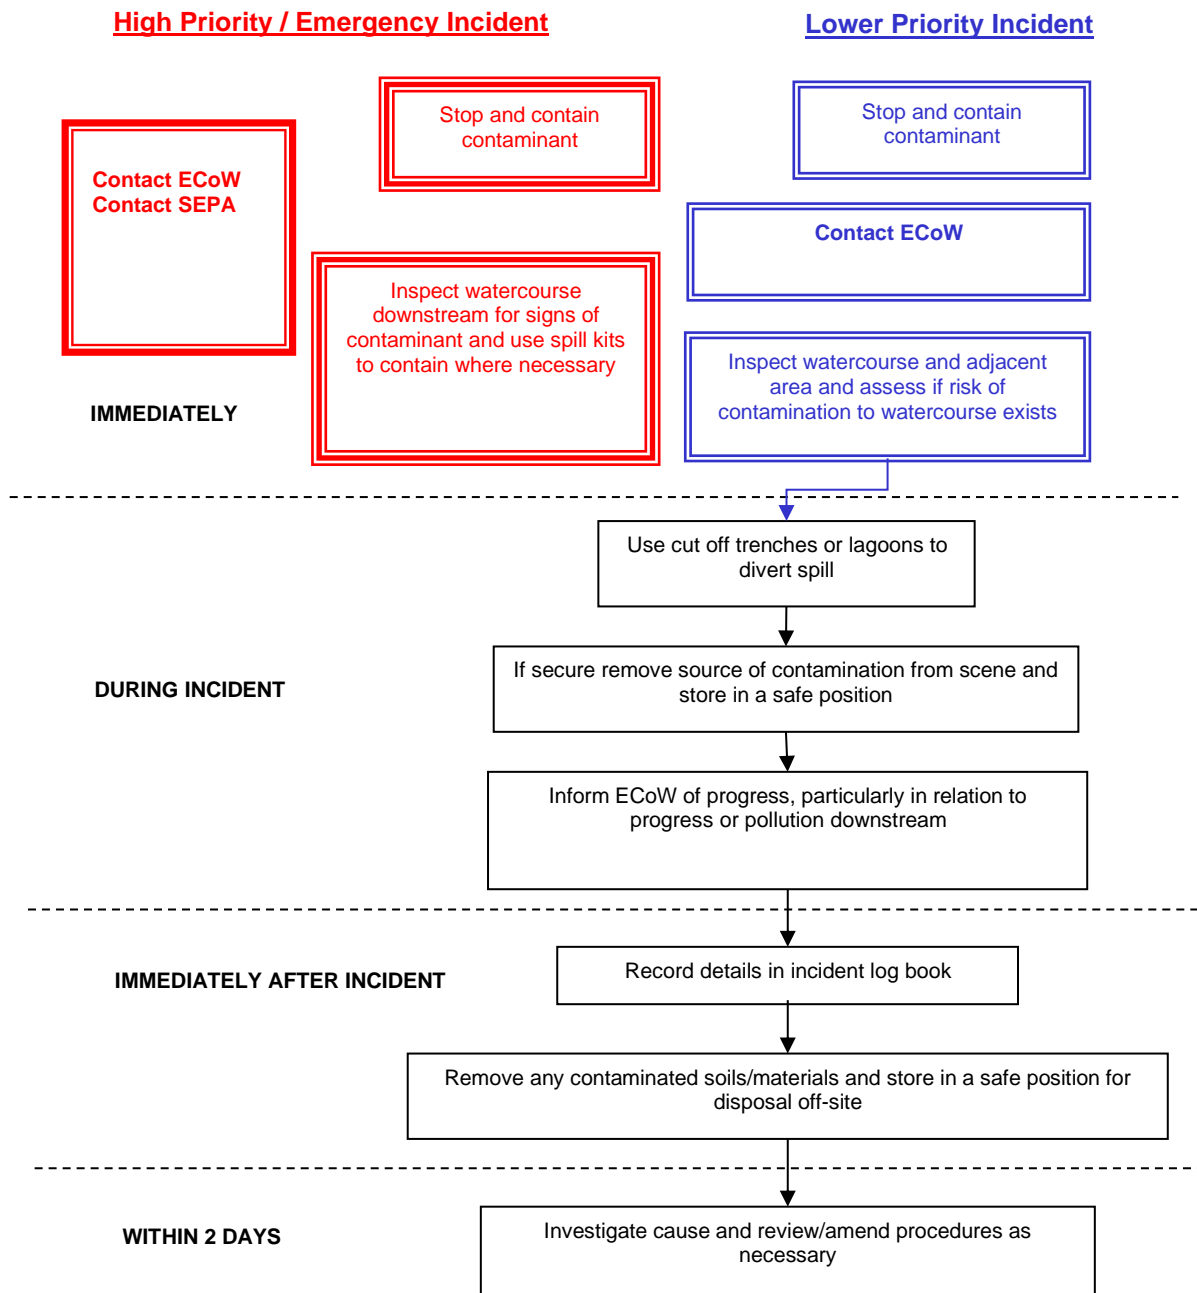 High Priority / Emergency Incident
Lower Priority Incident
Contact ECoW
Contact SEPA
Stop and contain
contaminant
Inspect watercourse
downstream for signs of
contaminant and use spill kits
to contain where necessary
Stop and contain
contaminant
Contact ECoW
Inspect watercourse and adjacent
area and assess if risk of
contamination to watercourse exists
IMMEDIATELY
Use cut off trenches or lagoons to
divert spill
DURING INCIDENT
If secure remove source of contamination from scene and
store in a safe position
Inform ECoW of progress, particularly in relation to
progress or pollution downstream
IMMEDIATELY AFTER INCIDENT
Record details in incident log book
Remove any contaminated soils/materials and store in a safe position for
disposal off-site
WITHIN 2 DAYS
Investigate cause and review/amend procedures as
necessary